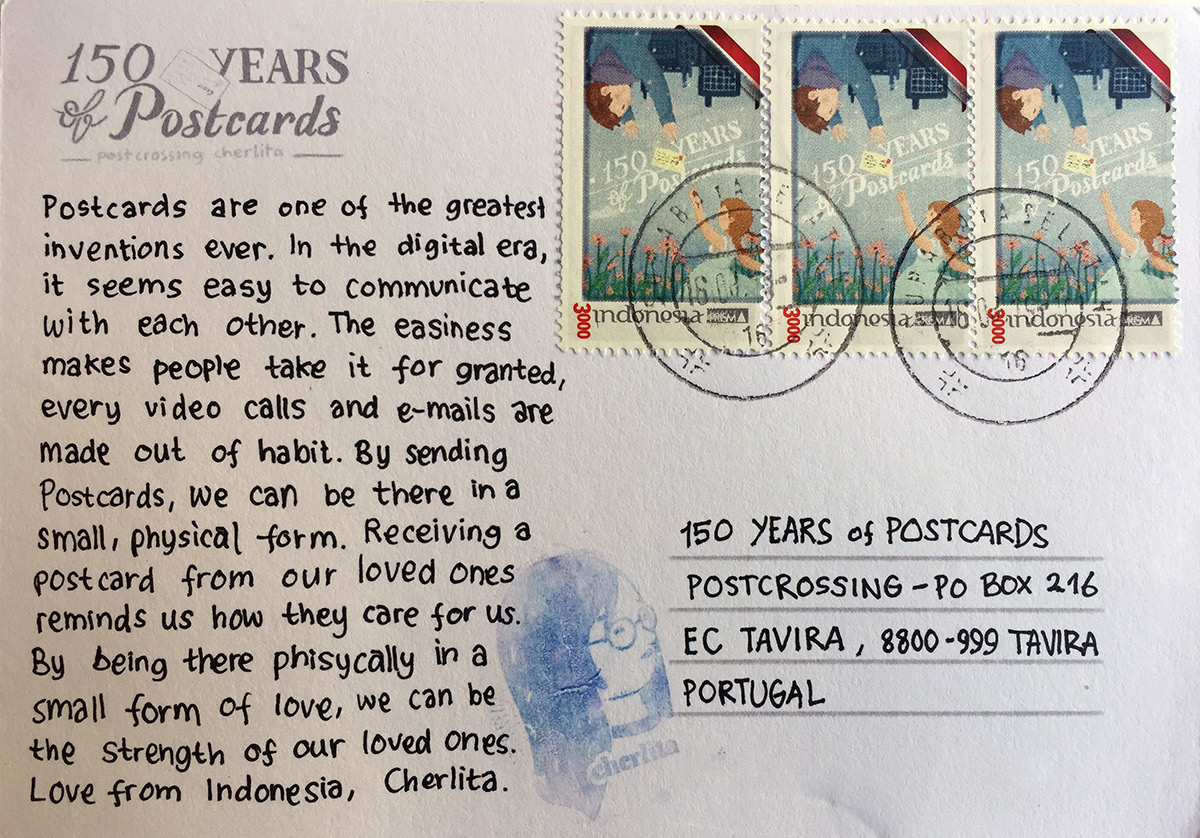 150 YEARS
of Postcards
postcrossing cherlita
Postcards are one of the greatest
inventions ever. In the digital era,
it seems easy to communicate
with each other. The easiness
makes people take it for granted,
every video calls and e-mails are
made out of habit. By sending
Postcards, we can be there in a
small, physical form. Receiving a
postcard from our loved ones
reminds us how they care for us.
By being there phisycally in a
small form of love, we can be
the strength of our loved ones.
Love from Indonesia, Cherlita.
150 YEARS
of Postcards
3000
indonesia PRISMA
150 YEARS
of Postcards
3000
indonesia PRISMA
150 YEARS
of Postcards
3000
indonesia PRISMA
16
16
cherlita
150 YEARS of POSTCARDS
POSTCROSSING - PO BOX 216
EC TAVIRA, 8800-999 TAVIRA
PORTUGAL